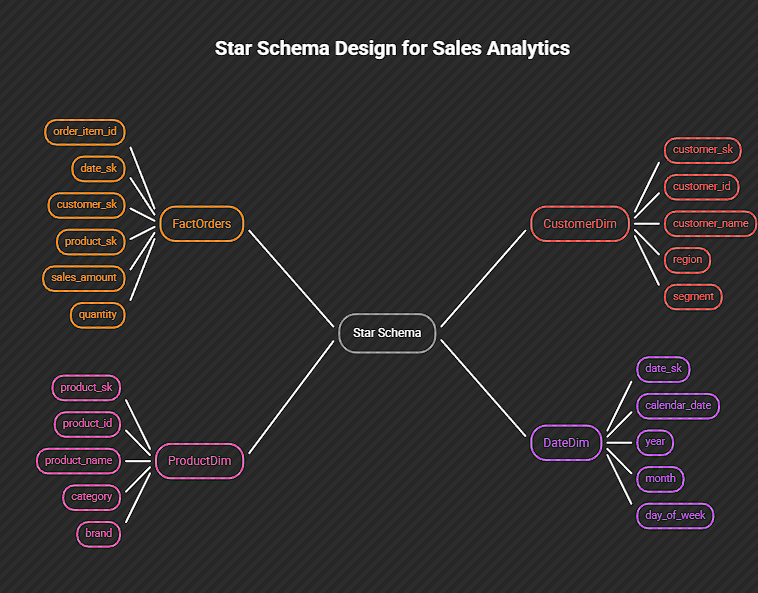 Star Schema Design for Sales Analytics
order_item_id
date_sk
customer_sk
product_sk
sales_amount
quantity
FactOrders
customer_sk
customer_id
customer_name
region
segment
CustomerDim
Star Schema
product_sk
product_id
product_name
category
brand
ProductDim
date_sk
calendar_date
year
month
day_of_week
DateDim